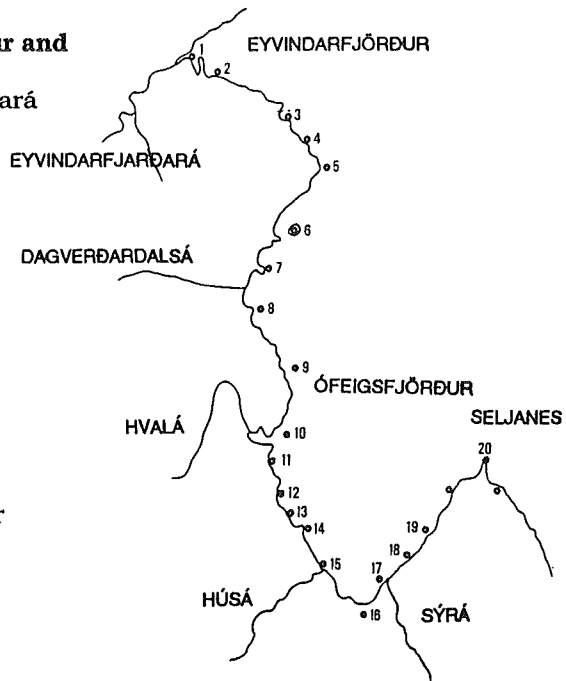 ur and
ará
r
EYVINDARFJÖRÐUR
1
2
3
4
EYVINDARFJARÐARÁ
5
6
DAGVERÐARDALSÁ
7
8
9
ÓFEIGSFJÖRÐUR
SELJANES
HVALÁ
10
20
11
12
13
14
19
18
15
17
HÚSÁ
16
SÝRÁ